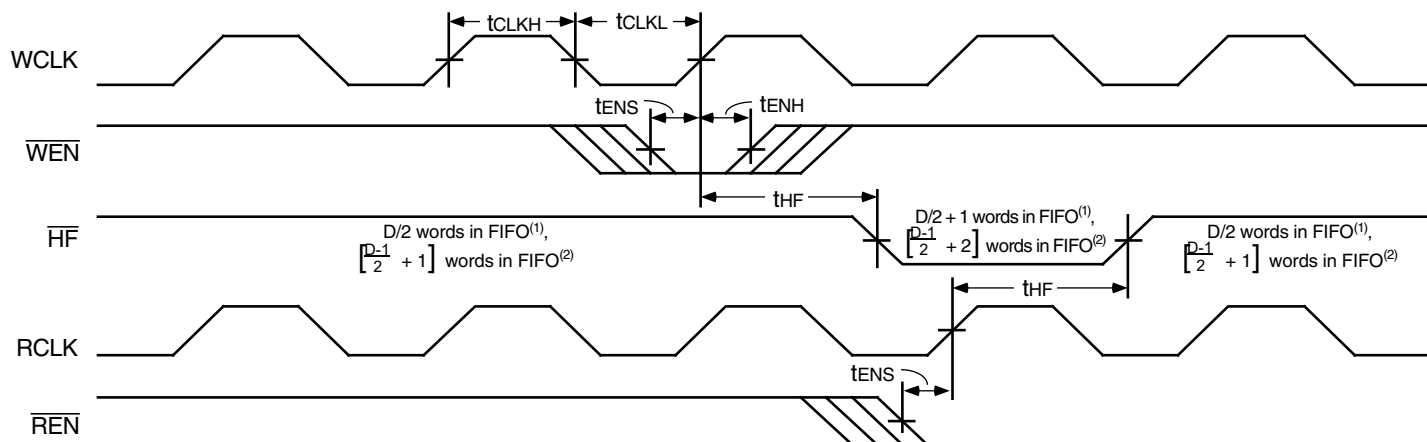 tCLKH tCLKL
WCLK
tENS tENH
WEN
tHF
HF
D/2 words in FIFO(1),
[D-1/2 + 1] words in FIFO(2)
D/2 + 1 words in FIFO(1),
[D-1/2 + 2] words in FIFO(2)
D/2 words in FIFO(1),
[D-1/2 + 1] words in FIFO(2)
tHF
RCLK
tENS
REN